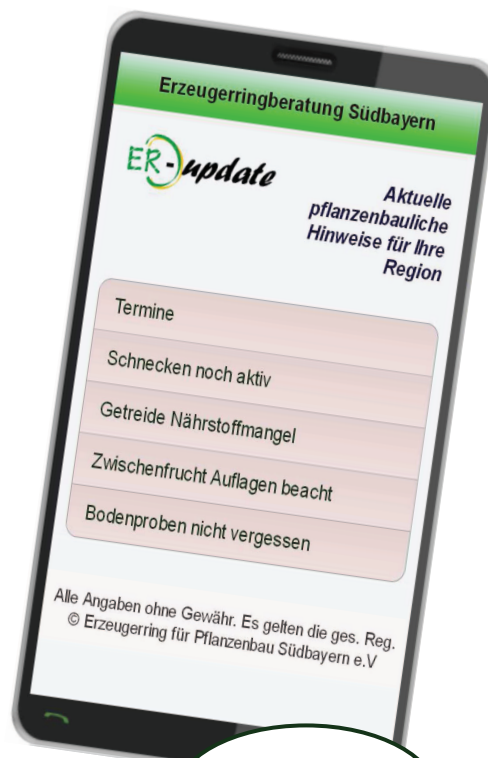 Erzeugerringberatung Südbayern
ER-update
Aktuelle
pflanzenbauliche
Hinweise für Ihre
Region
Termine
Schnecken noch aktiv
Getreide Nährstoffmangel
Zwischenfrucht Auflagen beacht
Bodenproben nicht vergessen
Alle Angaben ohne Gewähr. Es gelten die ges. Reg.
© Erzeugerring für Pflanzenbau Südbayern e.V